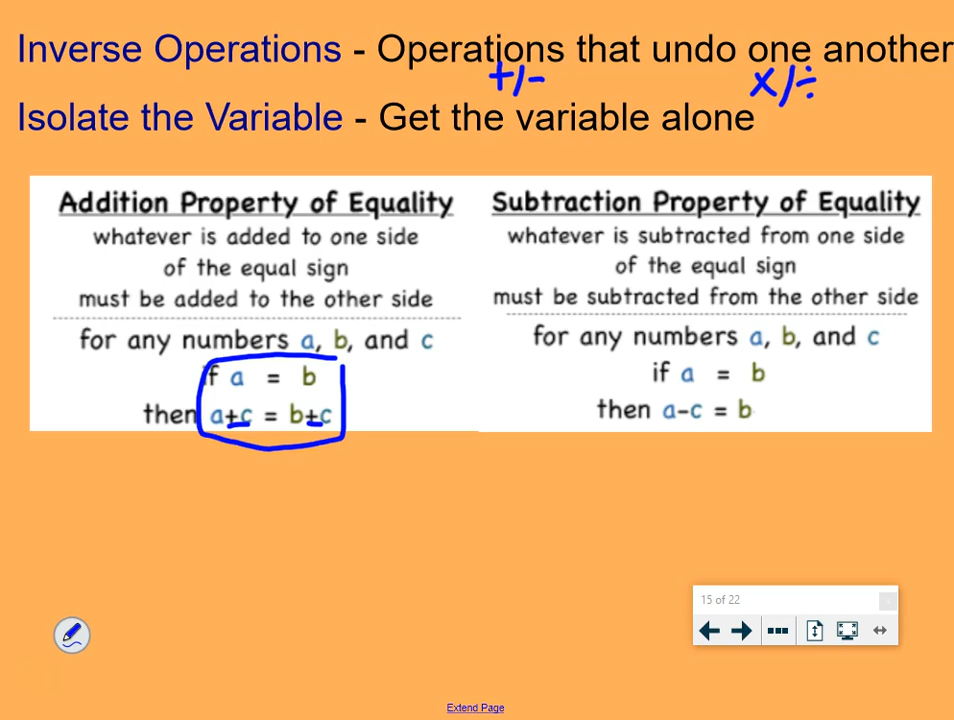 Inverse Operations - Operations that undo one another
+/-
x/÷
Isolate the Variable - Get the variable alone
Addition Property of Equality
whatever is added to one side
of the equal sign
must be added to the other side
for any numbers a, b, and c
if a = b
then a+c = b+c
Subtraction Property of Equality
whatever is subtracted from one side
of the equal sign
must be subtracted from the other side
for any numbers a, b, and c
if a = b
then a-c = b
15 of 22
Extend Page